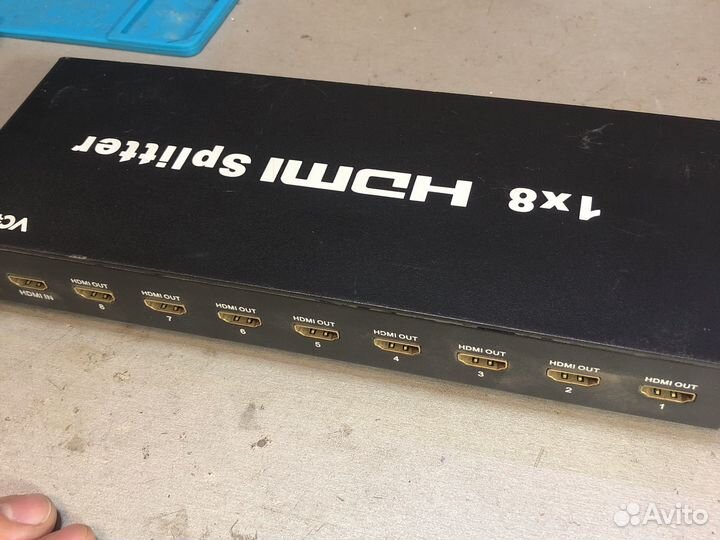 1x8 HDMI Splitter
HDMI IN
HDMI OUT
8
HDMI OUT
7
HDMI OUT
6
HDMI OUT
5
HDMI OUT
4
HDMI OUT
3
HDMI OUT
2
HDMI OUT
1
Avito